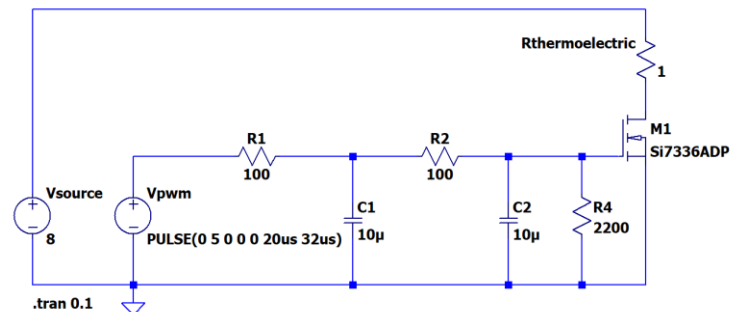 Rthermoelectric
1
M1
Si7336ADP
R1
100
R2
100
Vsource
8
Vpwm
PULSE(0 5 0 0 0 20us 32us)
C1
10µ
C2
10µ
R4
2200
.tran 0.1